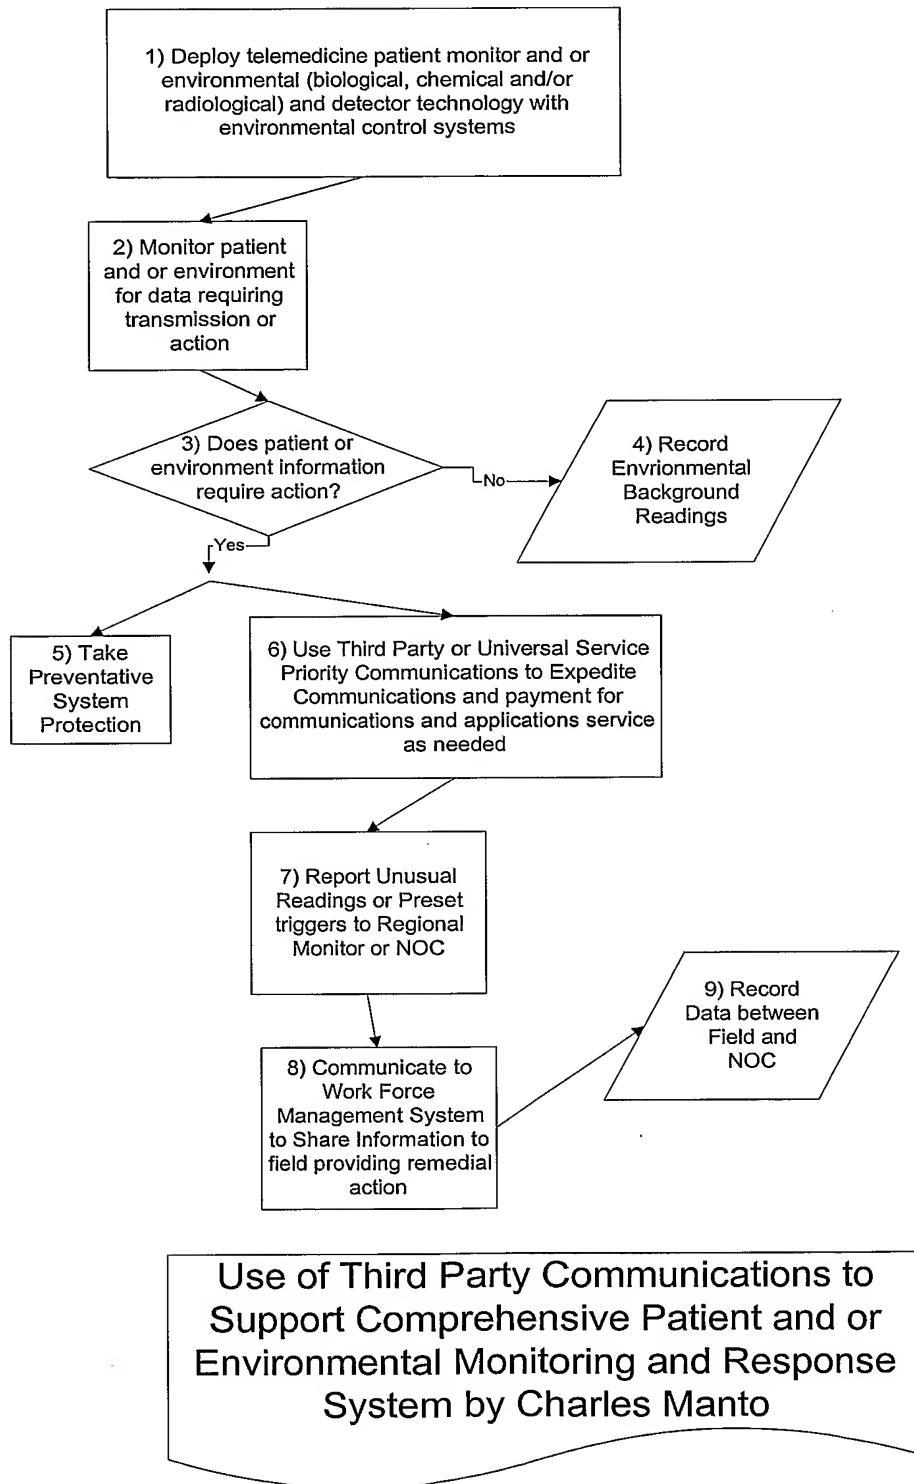 1) Deploy telemedicine patient monitor and or
environmental (biological, chemical and/or
radiological) and detector technology with
environmental control systems
2) Monitor patient
and or environment
for data requiring
transmission or
action
3) Does patient or
environment information
require action?
No
4) Record
Envrionmental
Background
Readings
Yes
5) Take
Preventative
System
Protection
6) Use Third Party or Universal Service
Priority Communications to Expedite
Communications and payment for
communications and applications service
as needed
7) Report Unusual
Readings or Preset
triggers to Regional
Monitor or NOC
8) Communicate to
Work Force
Management System
to Share Information to
field providing remedial
action
9) Record
Data between
Field and
NOC
Use of Third Party Communications to
Support Comprehensive Patient and or
Environmental Monitoring and Response
System by Charles Manto